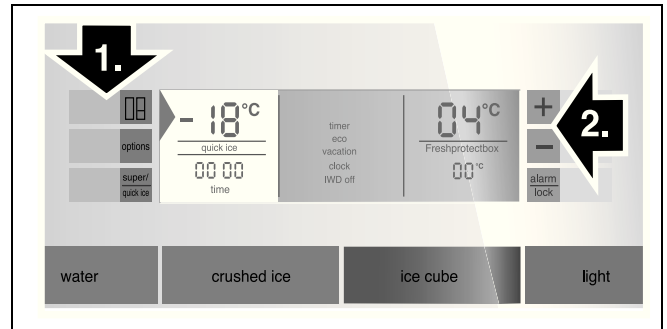 1.
- 18°C
quick ice
00 00
time
timer
eco
vacation
clock
IWD off
04°C
Freshprotectbox
00°C
options
super/
quick ice
+
-
alarm
lock
2.
water
crushed ice
ice cube
light